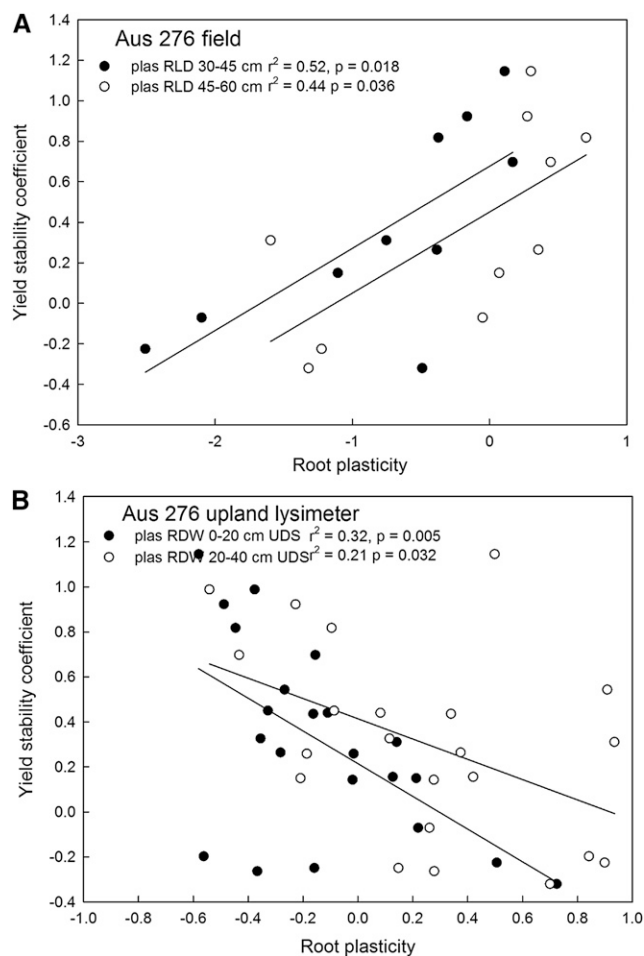 A
Aus 276 field
plas RLD 30-45 cm r² = 0.52, p = 0.018
plas RLD 45-60 cm r² = 0.44 p = 0.036
Yield stability coefficient
1.4
1.2
1.0
0.8
0.6
0.4
0.2
0.0
-0.2
-0.4
-0.6
-3 -2 -1 0 1
Root plasticity
B
Aus 276 upland lysimeter
plas RDW 0-20 cm UDS r² = 0.32, p = 0.005
plas RDW 20-40 cm UDS r² = 0.21 p = 0.032
Yield stability coefficient
1.4
1.2
1.0
0.8
0.6
0.4
0.2
0.0
-0.2
-0.4
-1.0 -0.8 -0.6 -0.4 -0.2 0.0 0.2 0.4 0.6 0.8 1.0
Root plasticity